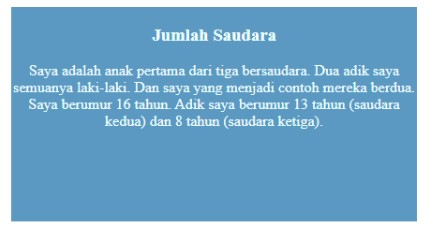 Jumlah Saudara
Saya adalah anak pertama dari tiga bersaudara. Dua adik saya
semuanya laki-laki. Dan saya yang menjadi contoh mereka berdua.
Saya berumur 16 tahun. Adik saya berumur 13 tahun (saudara
kedua) dan 8 tahun (saudara ketiga).